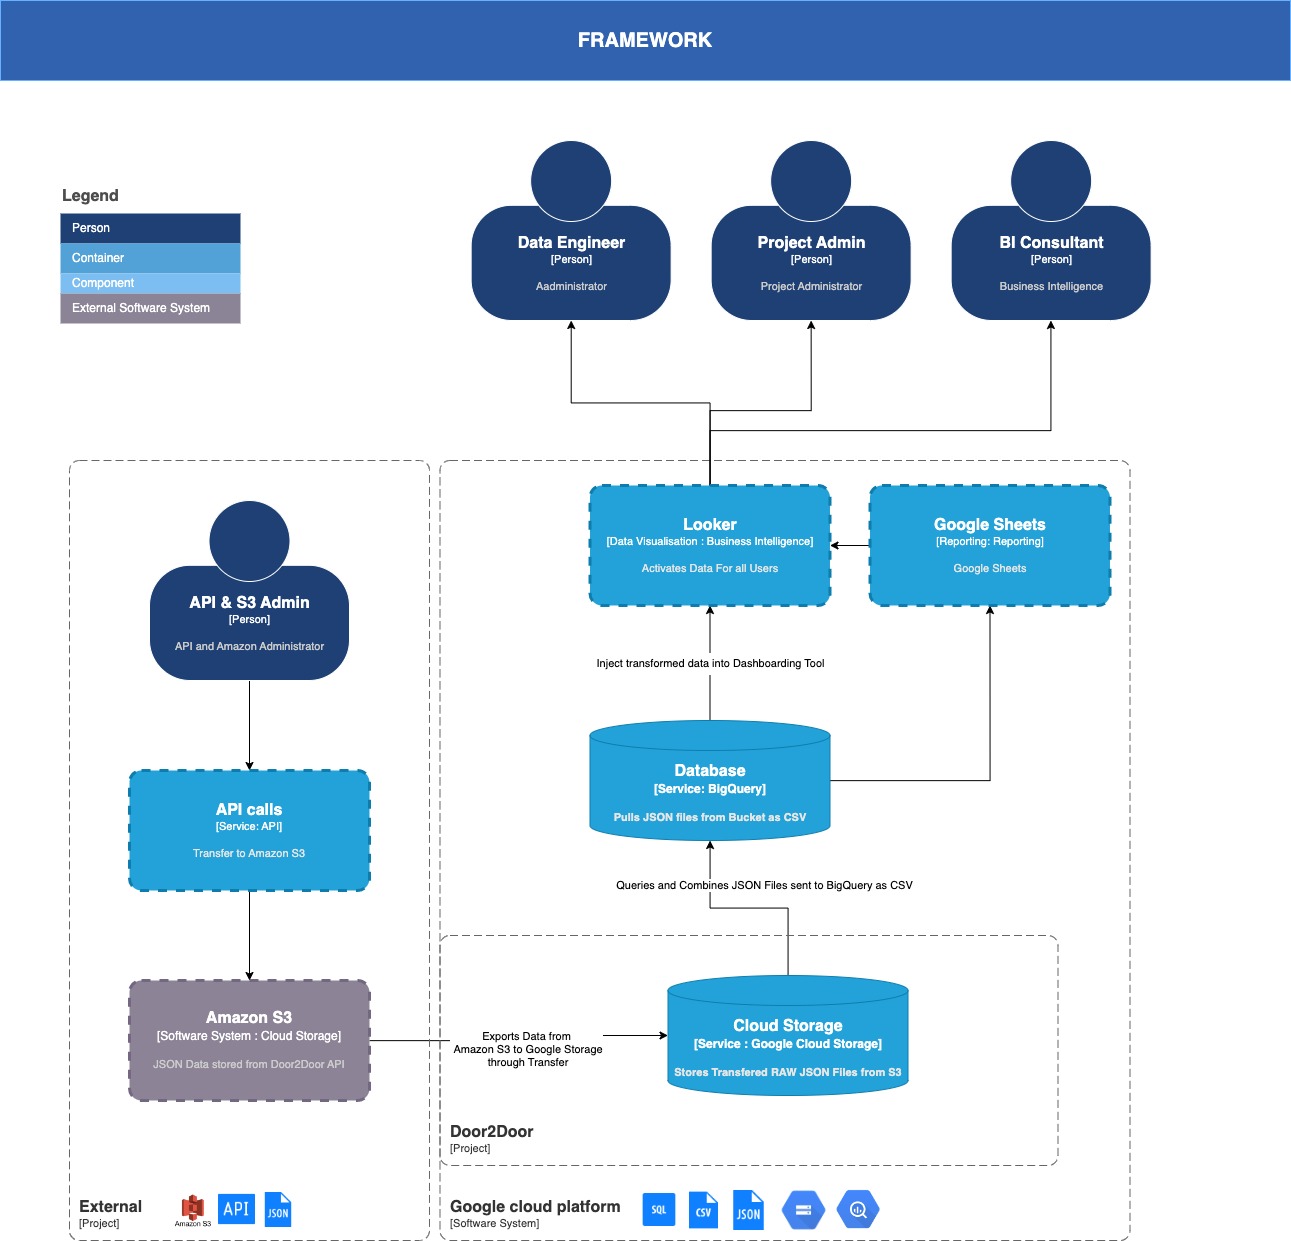 FRAMEWORK
Legend
Person
Container
Component
External Software System
Data Engineer
[Person]
Aadministrator
Project Admin
[Person]
Project Administrator
BI Consultant
[Person]
Business Intelligence
API & S3 Admin
[Person]
API and Amazon Administrator
Looker
[Data Visualisation : Business Intelligence]
Activates Data For all Users
Google Sheets
[Reporting: Reporting]
Google Sheets
Inject transformed data into Dashboarding Tool
API calls
[Service: API]
Transfer to Amazon S3
Database
[Service: BigQuery]
Pulls JSON files from Bucket as CSV
Queries and Combines JSON Files sent to BigQuery as CSV
Amazon S3
[Software System : Cloud Storage]
JSON Data stored from Door2Door API
Exports Data from
Amazon S3 to Google Storage
through Transfer
Cloud Storage
[Service : Google Cloud Storage]
Stores Transfered RAW JSON Files from S3
Door2Door
[Project]
External
[Project]
Amazon S3
API
JSON
Google cloud platform
[Software System]
SQL
CSV
JSON